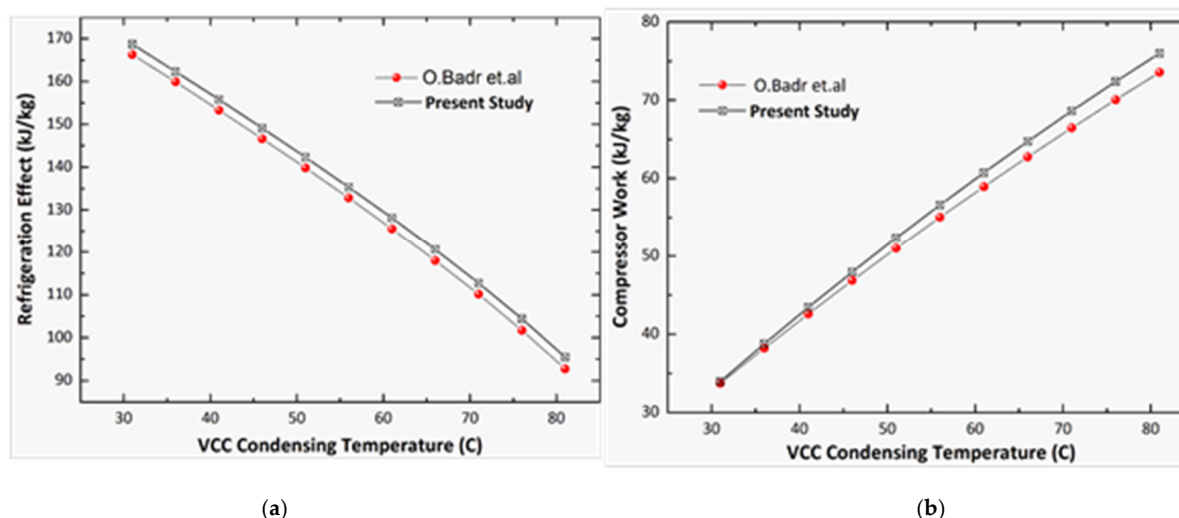 170
160
150
140
130
120
110
100
90
Refrigeration Effect (kJ/kg)
O.Badr et.al
Present Study
30 40 50 60 70 80
VCC Condensing Temperature (C)
(a)
80
70
60
50
40
30
Compressor Work (kJ/kg)
O.Badr et.al
Present Study
30 40 50 60 70 80
VCC Condensing Temperature (C)
(b)